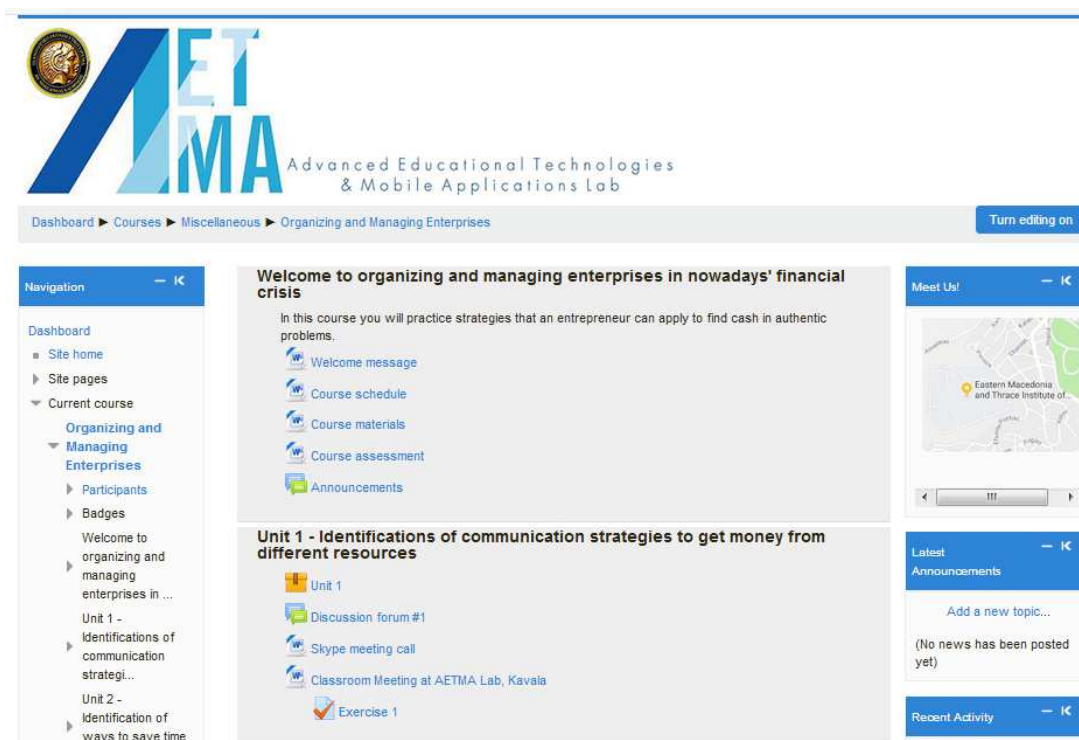 AETMA
Advanced Educational Technologies
& Mobile Applications Lab
Dashboard ► Courses ► Miscellaneous ► Organizing and Managing Enterprises
Turn editing on
Navigation
Dashboard
Site home
Site pages
Current course
Organizing and
Managing
Enterprises
Participants
Badges
Welcome to
organizing and
managing
enterprises in ...
Unit 1 -
Identifications of
communication
strategi...
Unit 2 -
Identification of
ways to save time
Welcome to organizing and managing enterprises in nowadays' financial
crisis
In this course you will practice strategies that an entrepreneur can apply to find cash in authentic
problems.
Welcome message
Course schedule
Course materials
Course assessment
Announcements
Unit 1 - Identifications of communication strategies to get money from
different resources
Unit 1
Discussion forum #1
Skype meeting call
Classroom Meeting at AETMA Lab, Kavala
Exercise 1
Meet Us!
Eastern Macedonia
and Thrace Institute of...
Latest
Announcements
Add a new topic...
(No news has been posted
yet)
Recent Activity